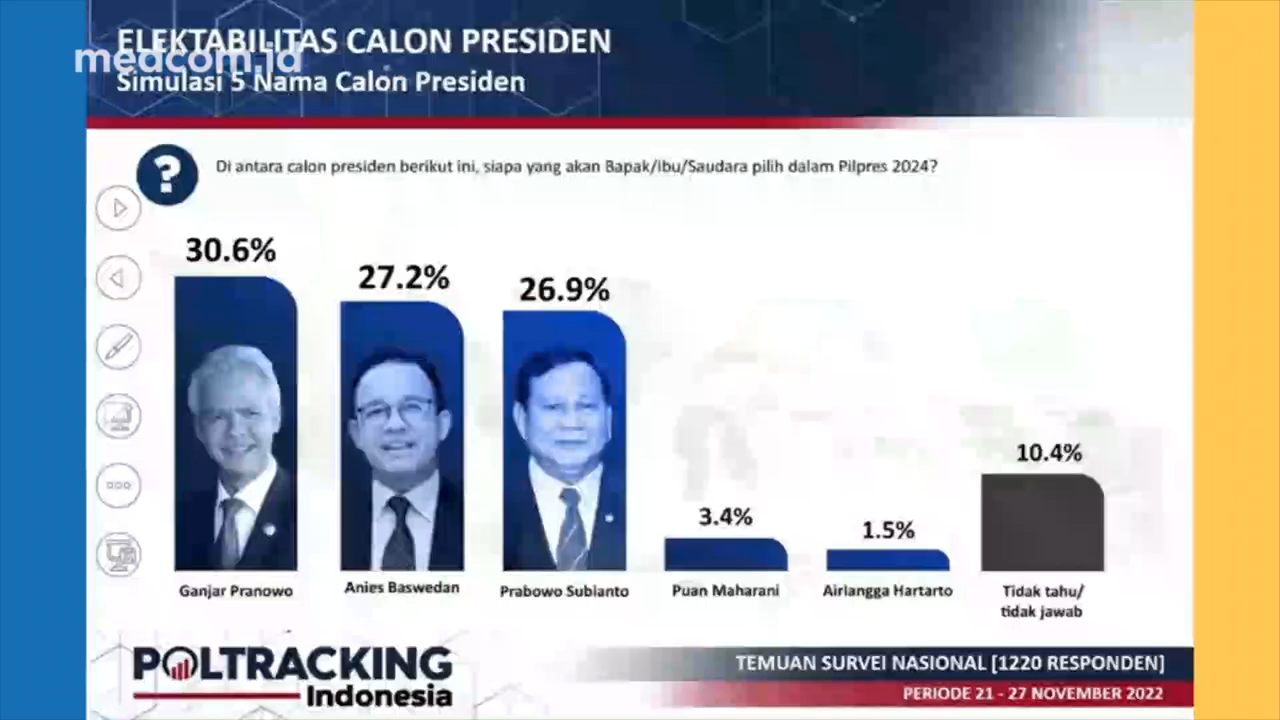 ELEKTABILITAS CALON PRESIDEN
medcom.id
Simulasi 5 Nama Calon Presiden
?
Di antara calon presiden berikut ini, siapa yang akan Bapak/Ibu/Saudara pilih dalam Pilpres 2024?
30.6%
27.2%
26.9%
3.4%
1.5%
10.4%
Ganjar Pranowo
Anies Baswedan
Prabowo Subianto
Puan Maharani
Airlangga Hartarto
Tidak tahu/
tidak jawab
POLTRACKING
Indonesia
TEMUAN SURVEI NASIONAL [1220 RESPONDEN]
PERIODE 21 - 27 NOVEMBER 2022